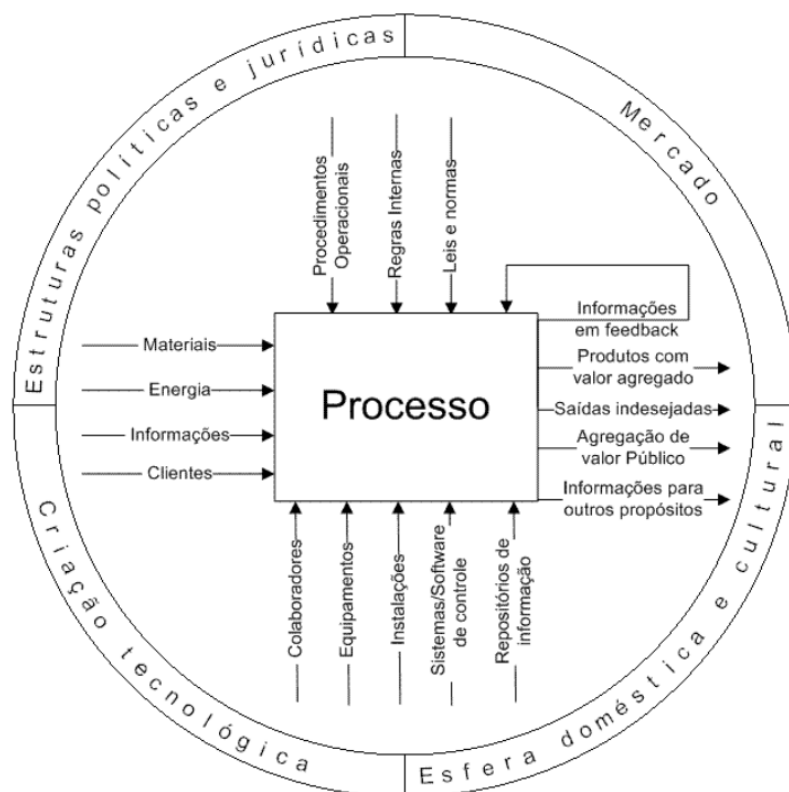 Estruturas políticas e jurídicas
Mercado
Procedimentos
Operacionais
Regras Internas
Leis e normas
Materiais
Energia
Informações
Clientes
Processo
Informações
em feedback
Produtos com
valor agregado
Saídas indesejadas
Agregação de
valor Público
Informações para
outros propósitos
Colaboradores
Equipamentos
Instalações
Sistemas/Software
de controle
Repositórios de
informação
Criação tecnológica
Esfera doméstica e cultural